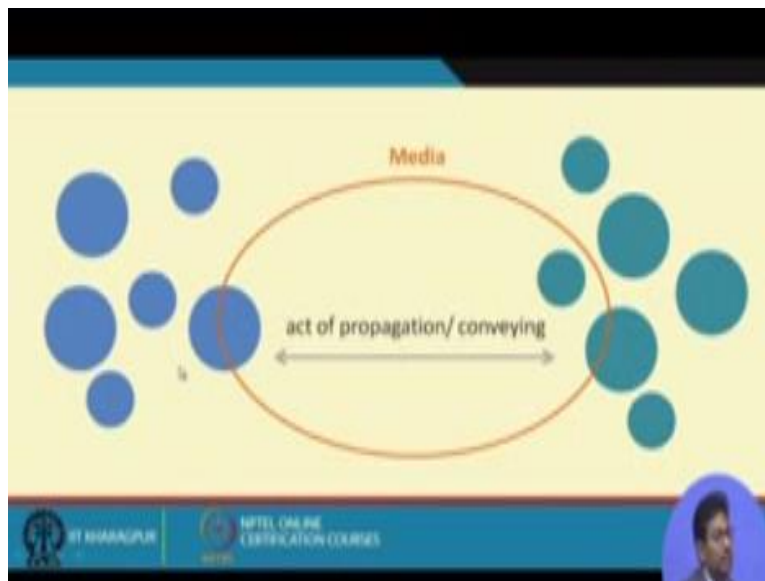 Media
act of propagation/ conveying
IIT KHARAGPUR
NPTEL ONLINE
CERTIFICATION COURSES